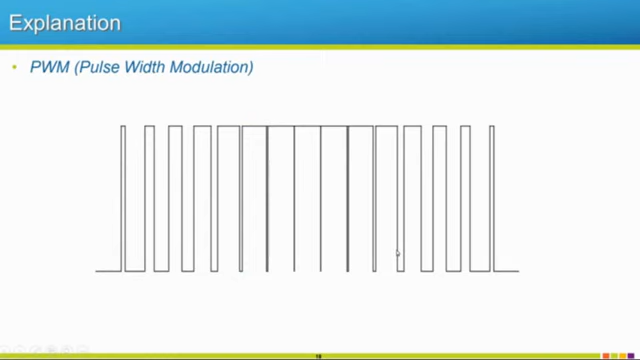 Explanation
• PWM (Pulse Width Modulation)